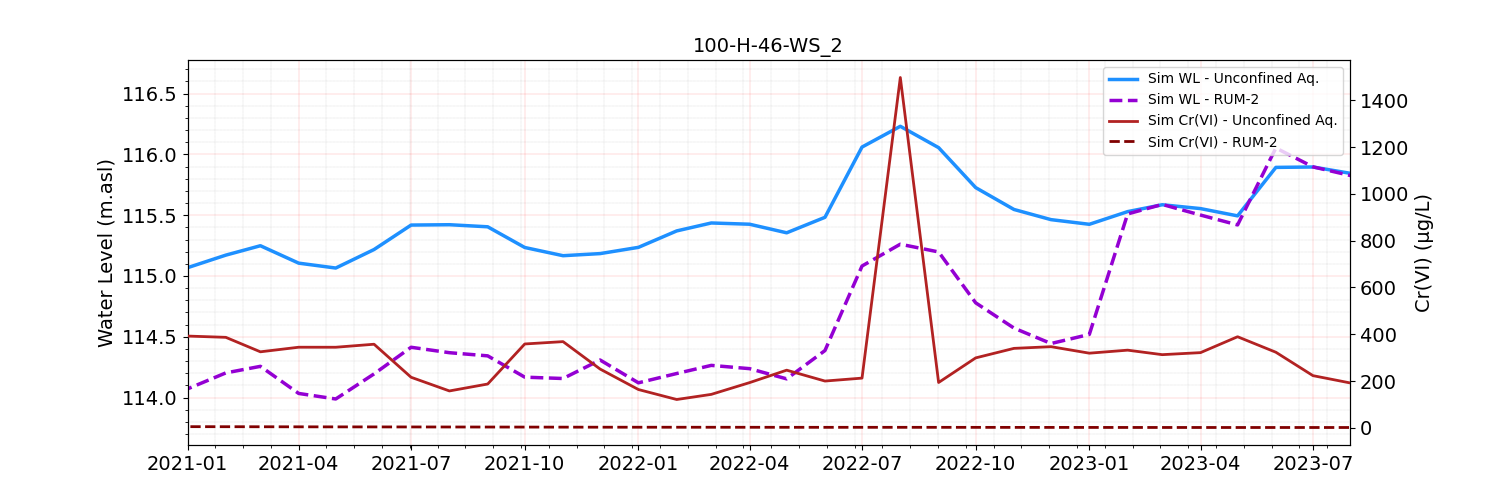 100-H-46-WS_2
Water Level (m.asl)
116.5
116.0
115.5
115.0
114.5
114.0
Sim WL - Unconfined Aq.
Sim WL - RUM-2
Sim Cr(VI) - Unconfined Aq.
Sim Cr(VI) - RUM-2
1400
1200
1000
800
600
400
200
0
Cr(VI) (µg/L)
2021-01 2021-04 2021-07 2021-10 2022-01 2022-04 2022-07 2022-10 2023-01 2023-04 2023-07